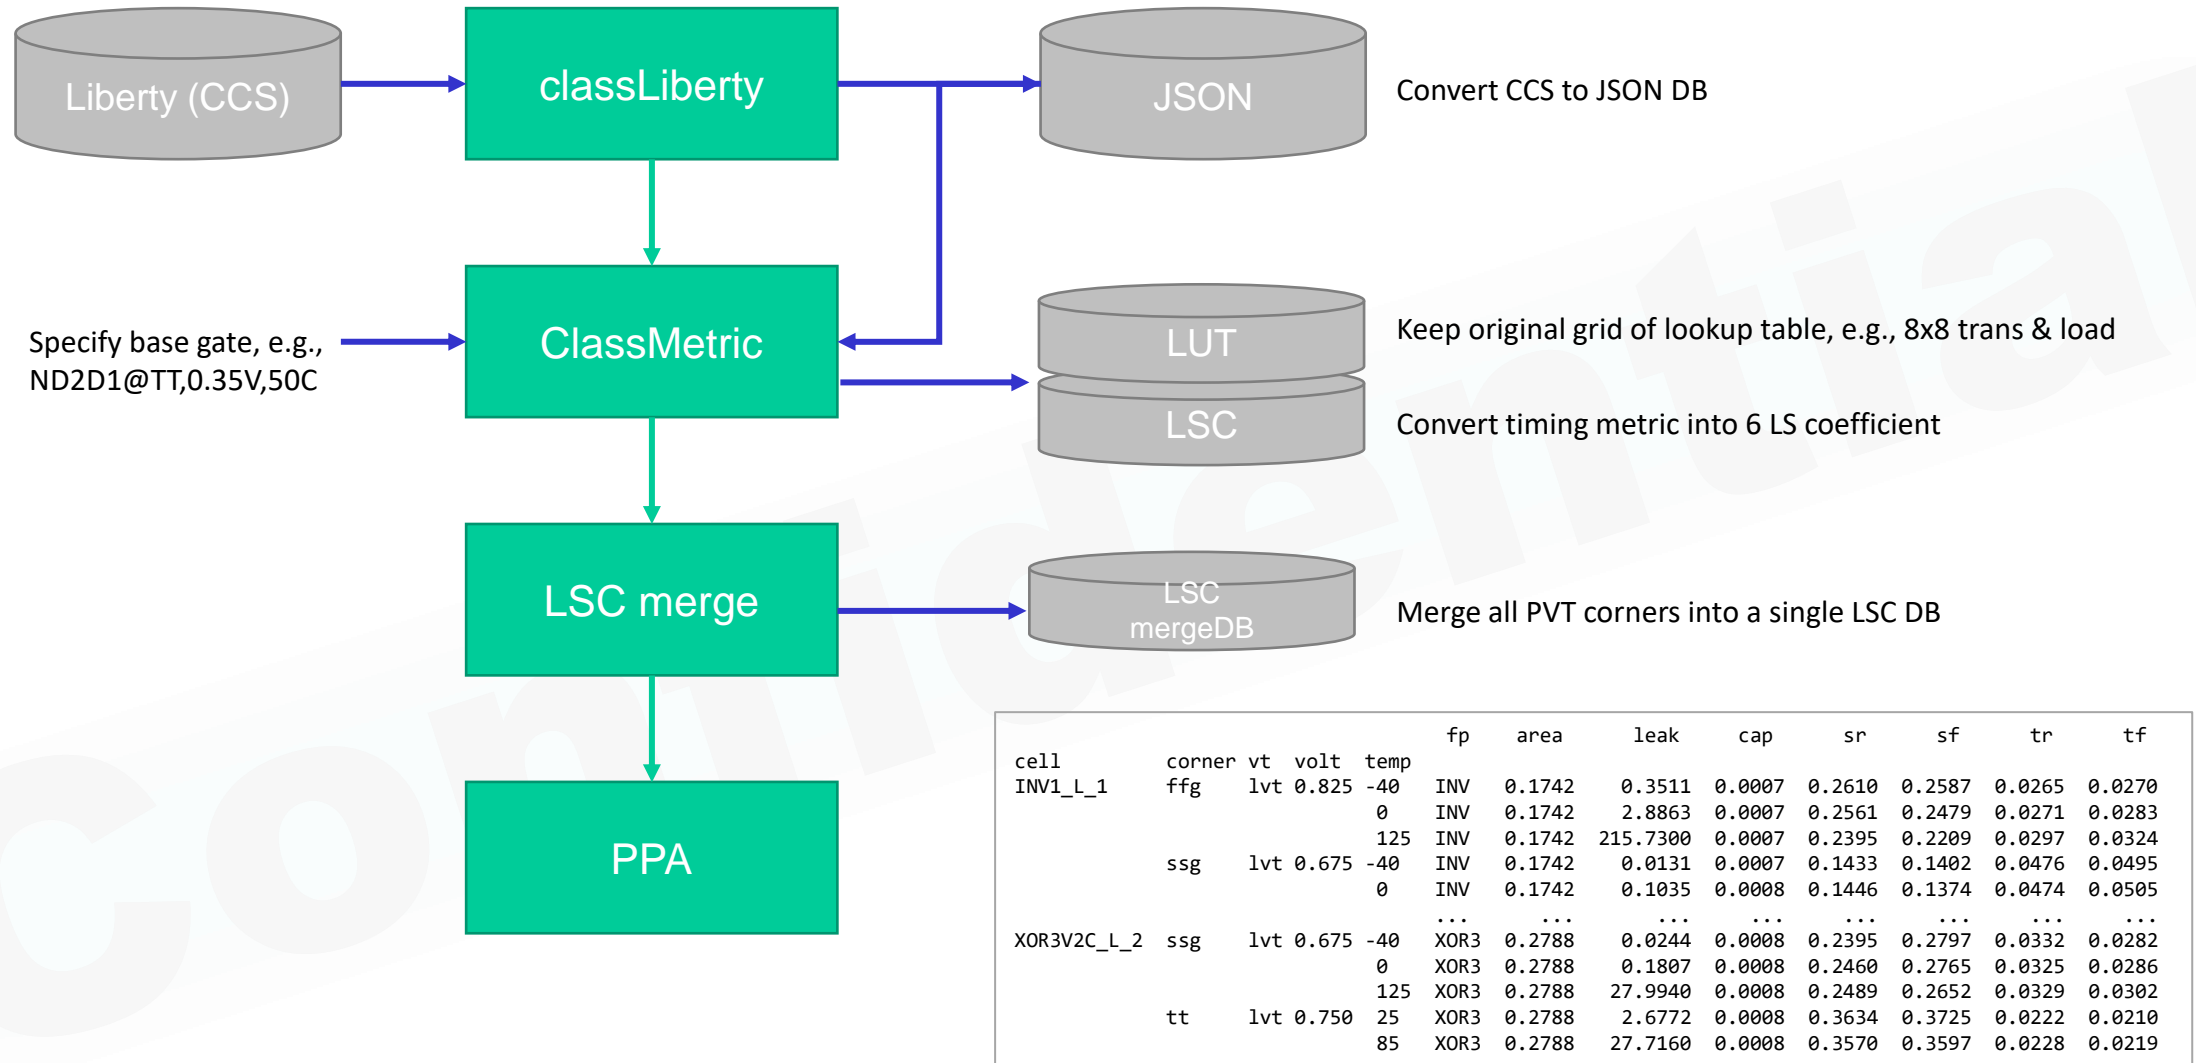 Liberty (CCS)
classLiberty
JSON
Convert CCS to JSON DB
Specify base gate, e.g.,
ND2D1@TT,0.35V,50C
ClassMetric
LUT
Keep original grid of lookup table, e.g., 8x8 trans & load
LSC
Convert timing metric into 6 LS coefficient
LSC merge
LSC
mergeDB
Merge all PVT corners into a single LSC DB
PPA
fp area leak cap sr sf tr tf
cell corner vt volt temp
INV1_L_1 ffg lvt 0.825 -40 INV 0.1742 0.3511 0.0007 0.2610 0.2587 0.0265 0.0270
0 INV 0.1742 2.8863 0.0007 0.2561 0.2479 0.0271 0.0283
125 INV 0.1742 215.7300 0.0007 0.2395 0.2209 0.0297 0.0324
ssg lvt 0.675 -40 INV 0.1742 0.0131 0.0007 0.1433 0.1402 0.0476 0.0495
0 INV 0.1742 0.1035 0.0008 0.1446 0.1374 0.0474 0.0505
... ... ... ... ... ... ... ...
XOR3V2C_L_2 ssg lvt 0.675 -40 XOR3 0.2788 0.0244 0.0008 0.2395 0.2797 0.0332 0.0282
0 XOR3 0.2788 0.1807 0.0008 0.2460 0.2765 0.0325 0.0286
125 XOR3 0.2788 27.9940 0.0008 0.2489 0.2652 0.0329 0.0302
tt lvt 0.750 25 XOR3 0.2788 2.6772 0.0008 0.3634 0.3725 0.0222 0.0210
85 XOR3 0.2788 27.7160 0.0008 0.3570 0.3597 0.0228 0.0219
Confidential